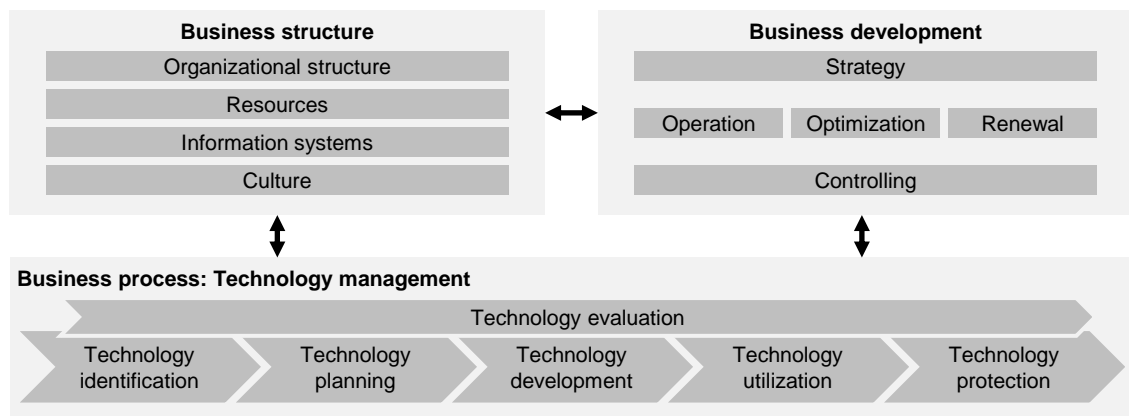 Business structure
Organizational structure
Resources
Information systems
Culture
Business development
Strategy
Operation
Optimization
Renewal
Controlling
Business process: Technology management
Technology evaluation
Technology
identification
Technology
planning
Technology
development
Technology
utilization
Technology
protection